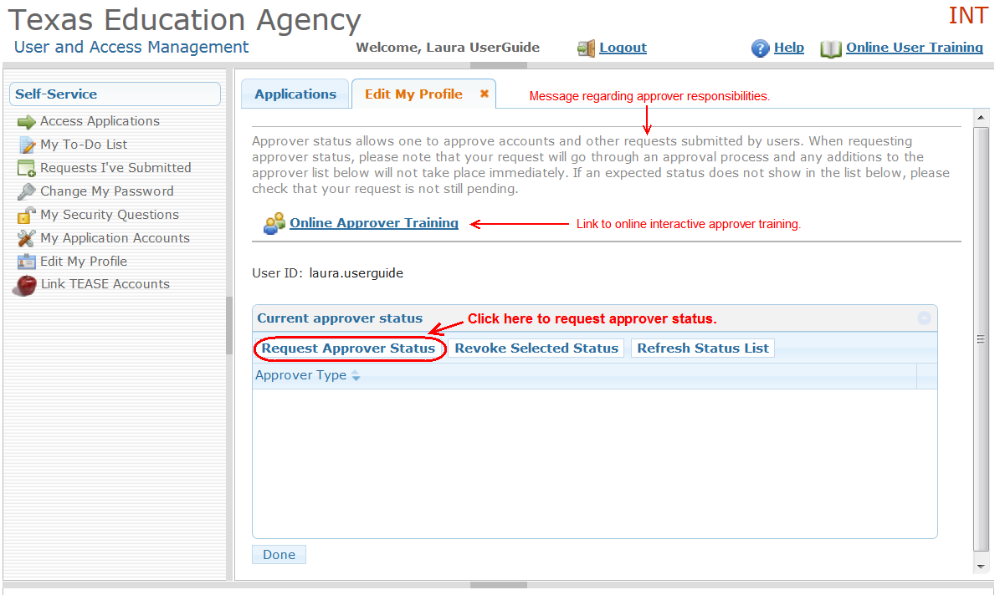 Texas Education Agency
INT
User and Access Management
Welcome, Laura UserGuide
Logout
Help
Online User Training
Self-Service
Access Applications
My To-Do List
Requests I've Submitted
Change My Password
My Security Questions
My Application Accounts
Edit My Profile
Link TEASE Accounts
Applications
Edit My Profile
Message regarding approver responsibilities.
Approver status allows one to approve accounts and other requests submitted by users. When requesting
approver status, please note that your request will go through an approval process and any additions to the
approver list below will not take place immediately. If an expected status does not show in the list below, please
check that your request is not still pending.
Online Approver Training
Link to online interactive approver training.
User ID: laura.userguide
Current approver status
Click here to request approver status.
Request Approver Status
Revoke Selected Status
Refresh Status List
Approver Type
Done